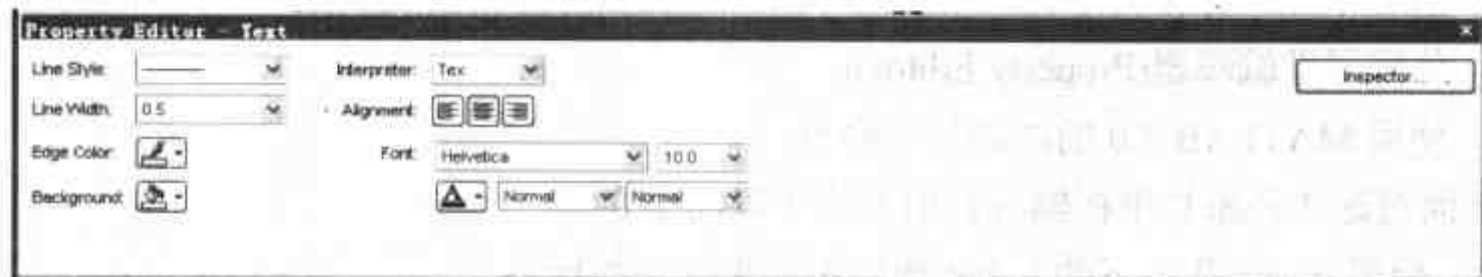 Property Editor - Text
Line Style: Interpreter: Tex Inspector...
Line Width: 0.5 Alignment:
Edge Color: Font: Helvetica 10.0
Background: Normal Normal